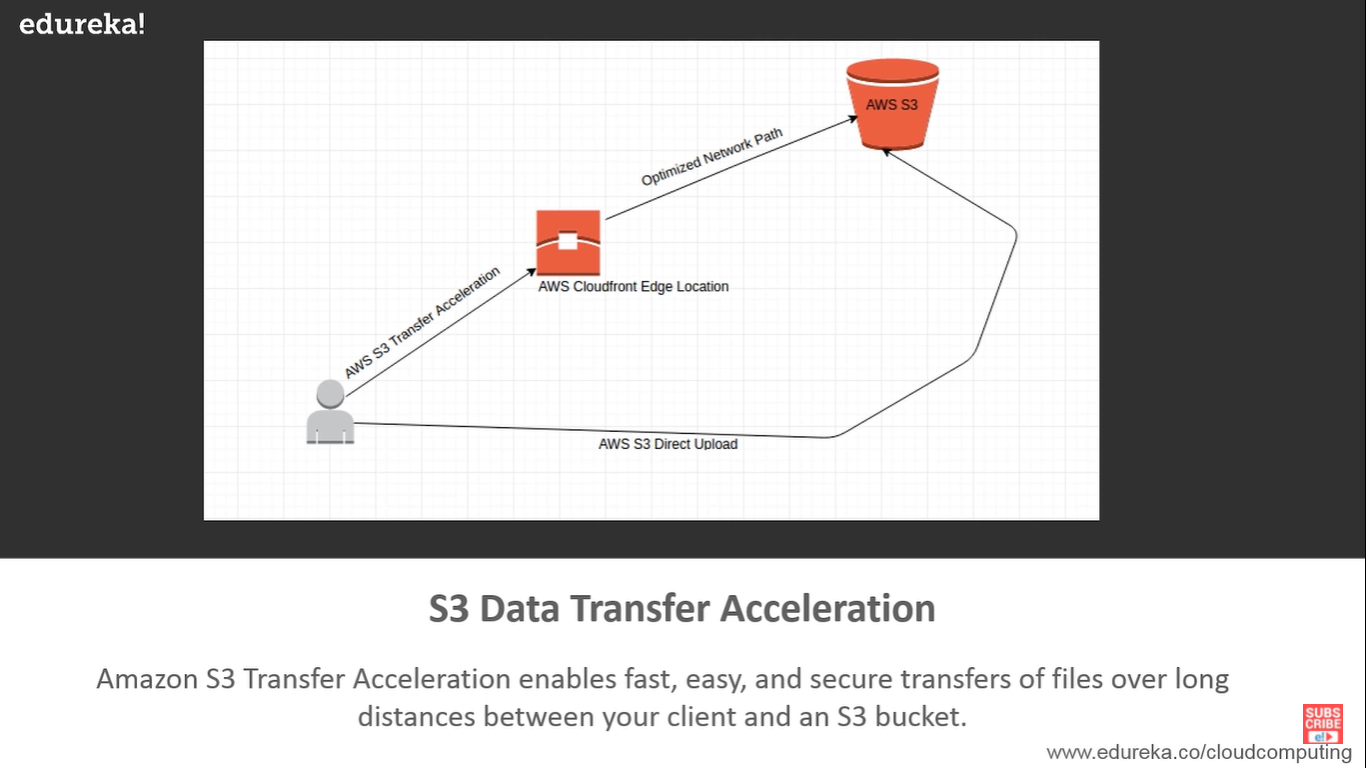 edureka!
AWS S3
Optimized Network Path
AWS Cloudfront Edge Location
AWS S3 Transfer Acceleration
AWS S3 Direct Upload
S3 Data Transfer Acceleration
Amazon S3 Transfer Acceleration enables fast, easy, and secure transfers of files over long
distances between your client and an S3 bucket.
SUBS
CRIBE
e!
www.edureka.co/cloudcomputing